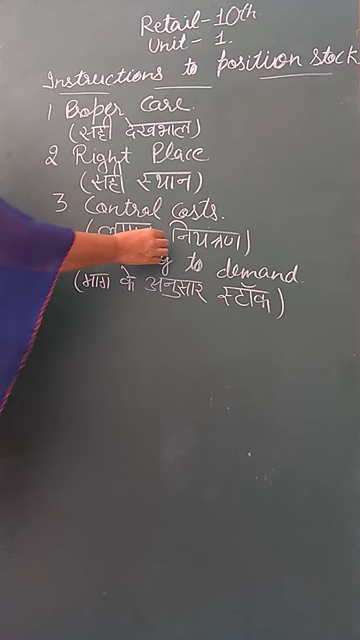 Retail-10th
Unit-1.
Instructions to position stock
1 Proper Care.
(सही देखभाल)
2 Right Place
(सही स्थान)
3. Control Costs.
नियंत्रण)
to demand.
(मांग के अनुसार स्टॉक)